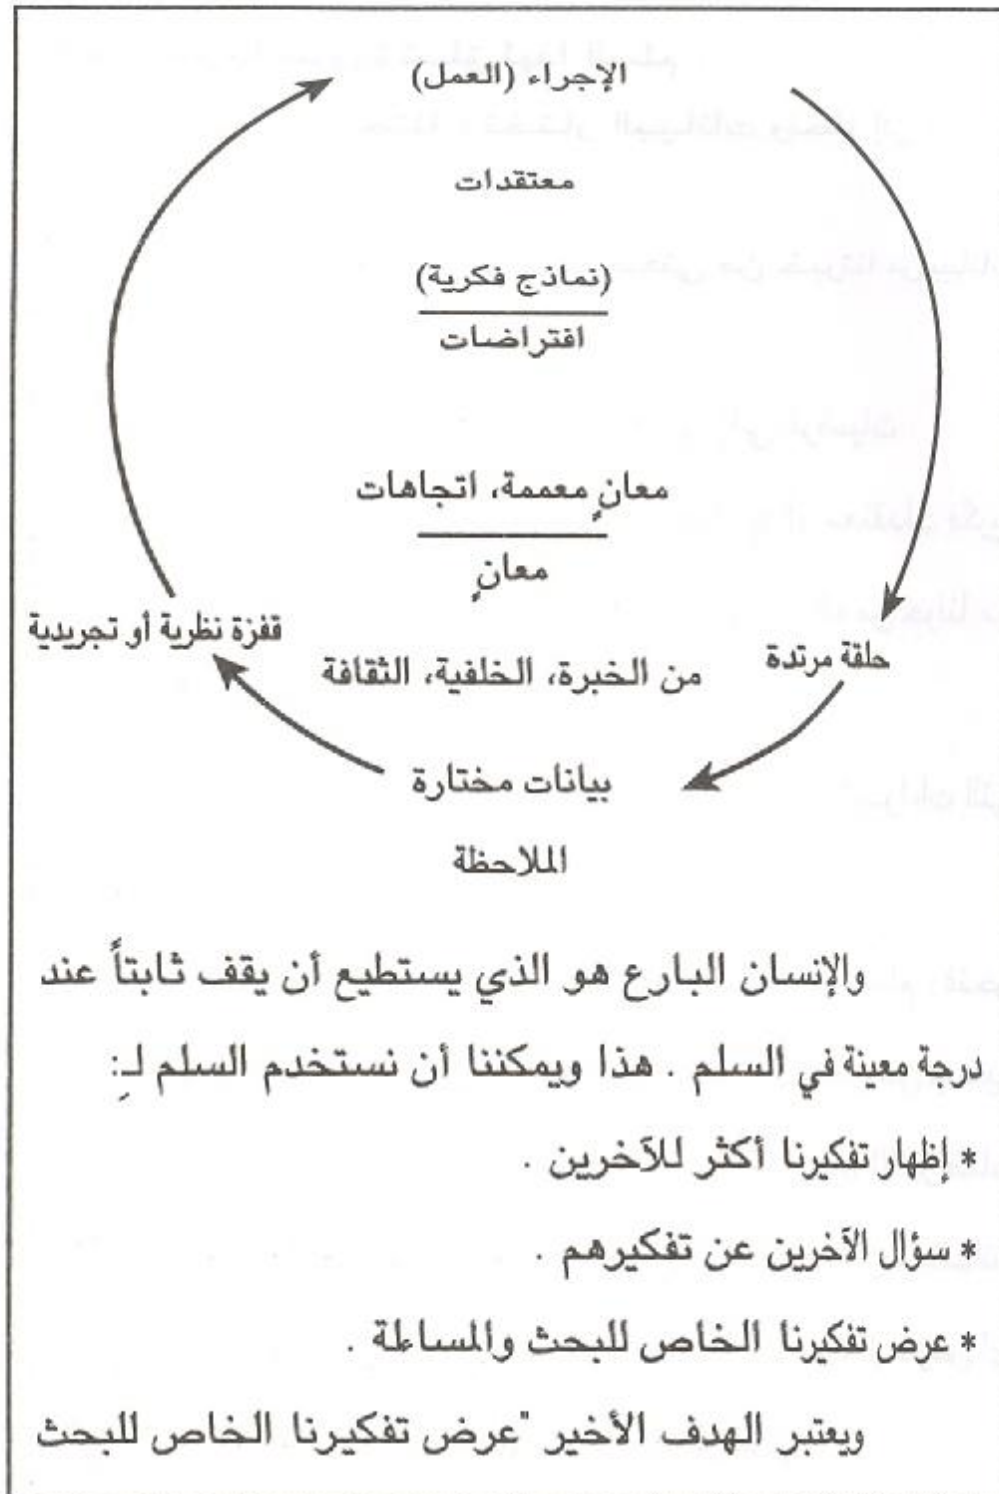 الإجراء (العمل)
معتقدات
(نماذج فكرية)
افتراضات
معانٍ معممة، اتجاهات
معانٍ
قفزة نظرية أو تجريدية
حلقة مرتدة
من الخبرة، الخلفية، الثقافة
بيانات مختارة
الملاحظة
والإنسان البارع هو الذي يستطيع أن يقف ثابتاً عند
درجة معينة في السلم . هذا ويمكننا أن نستخدم السلم لـِ:
* إظهار تفكيرنا أكثر للآخرين .
* سؤال الآخرين عن تفكيرهم .
* عرض تفكيرنا الخاص للبحث والمساءلة .
ويعتبر الهدف الأخير "عرض تفكيرنا الخاص للبحث